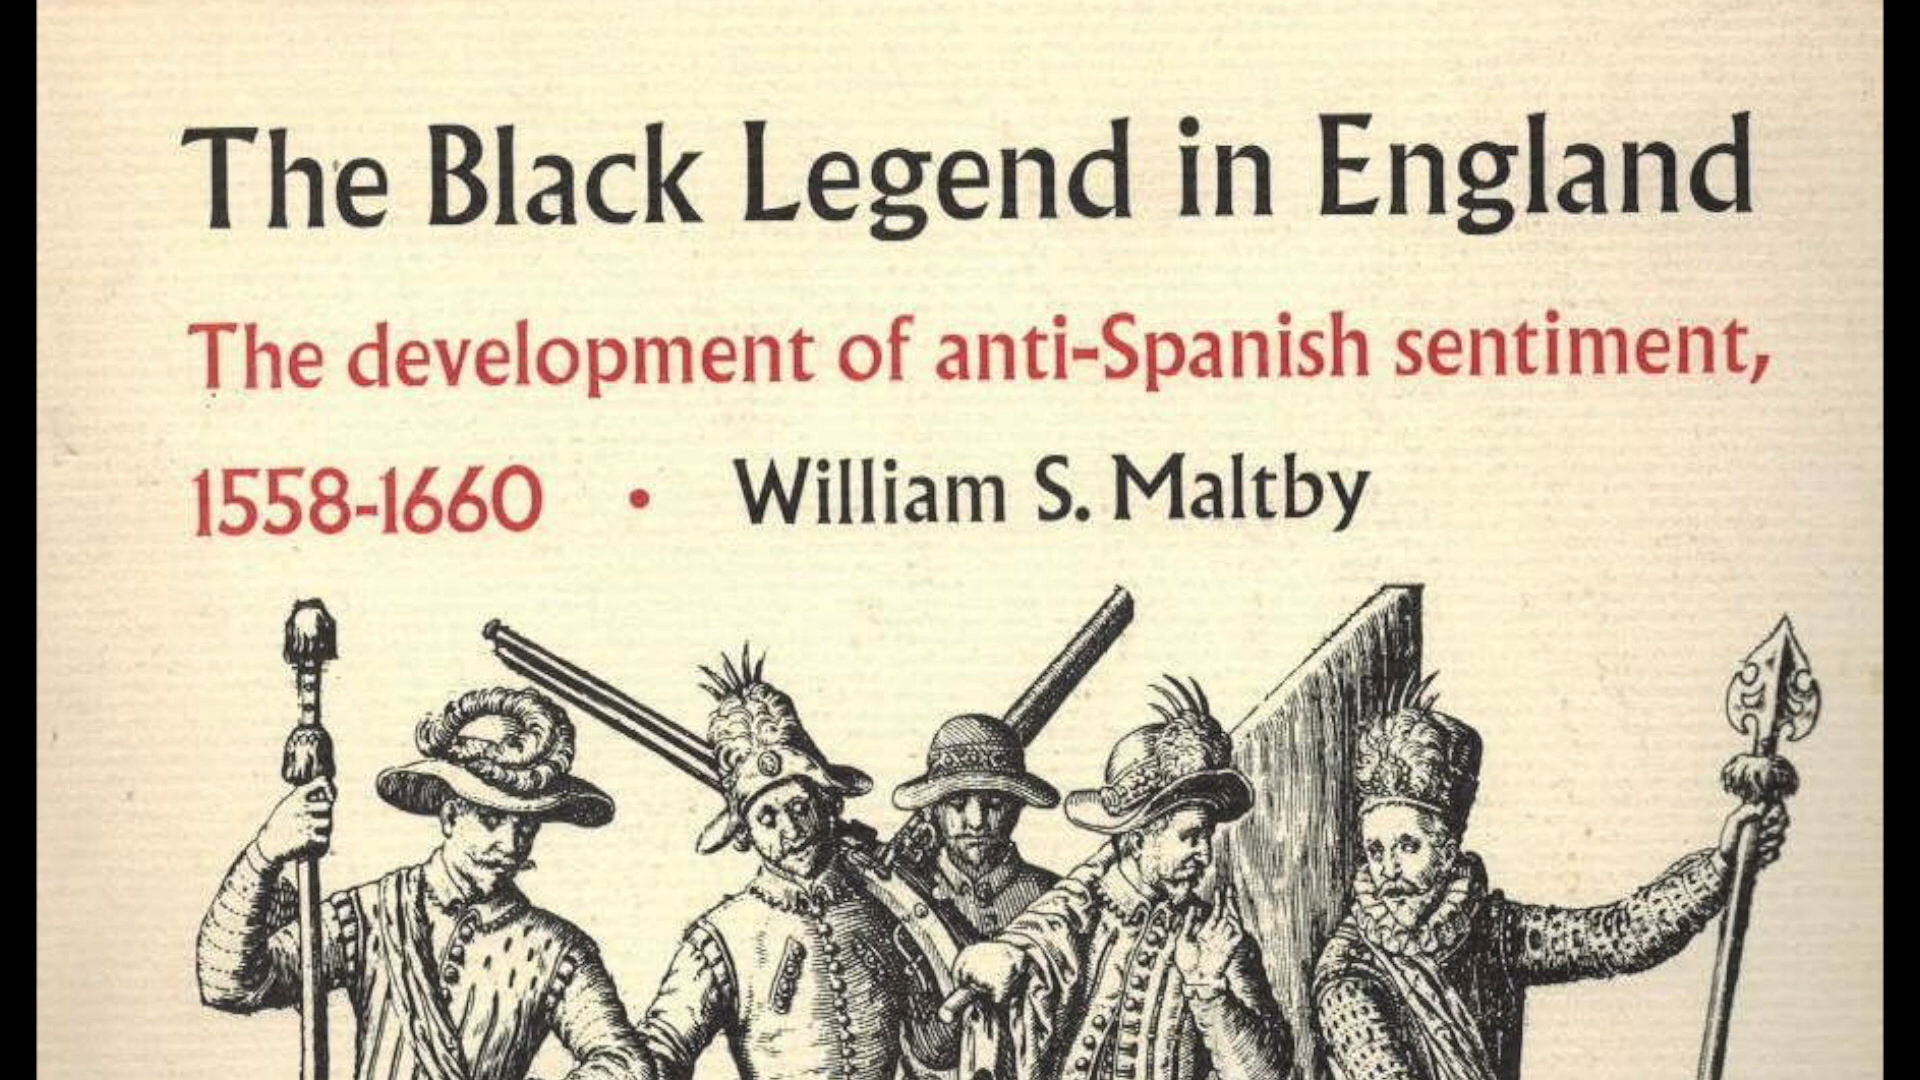 The Black Legend in England
The development of anti-Spanish sentiment,
1558-1660 • William S. Maltby